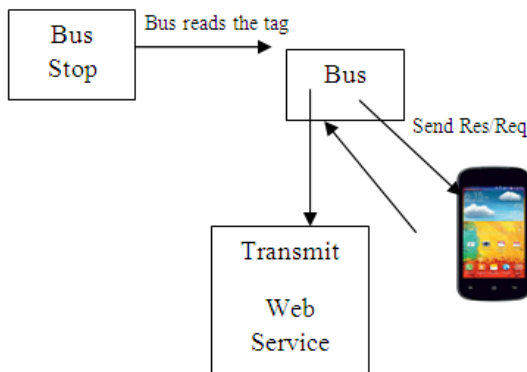 Bus
Stop
Bus reads the tag
Bus
Send Res/Req
Transmit
Web
Service